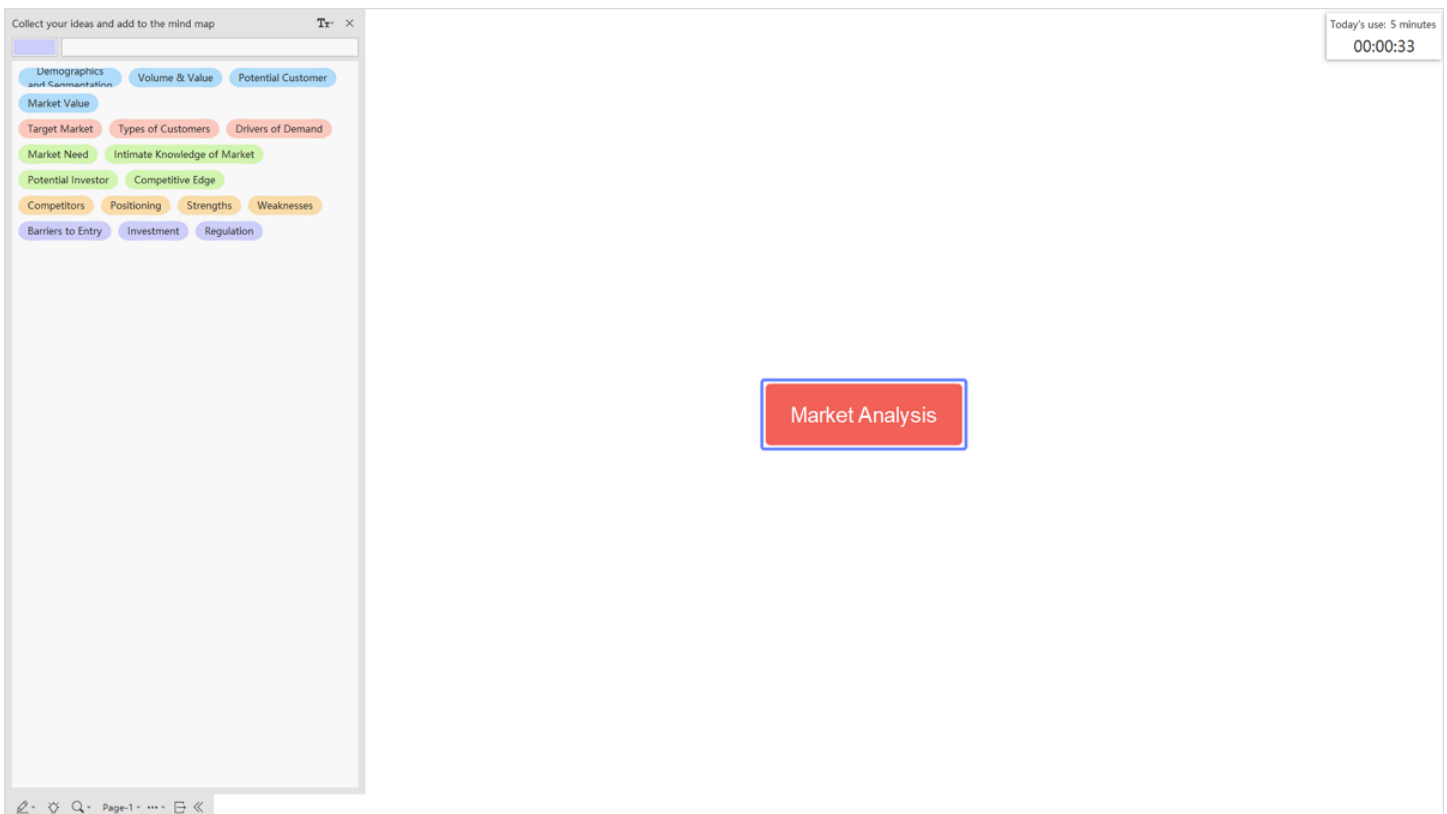 Collect your ideas and add to the mind map Tт
Today's use: 5 minutes
00:00:33
Demographics
and Segmentation
Volume & Value
Potential Customer
Market Value
Target Market
Types of Customers
Drivers of Demand
Market Need
Intimate Knowledge of Market
Potential Investor
Competitive Edge
Competitors
Positioning
Strengths
Weaknesses
Barriers to Entry
Investment
Regulation
Market Analysis
Page-1